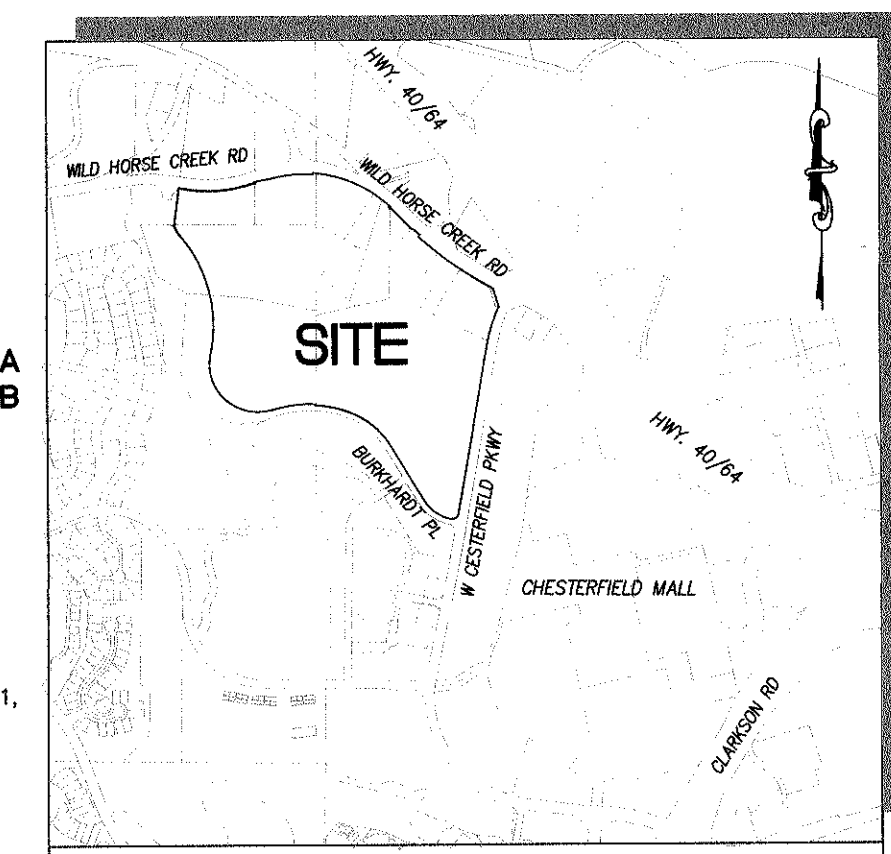 HWY. 40/64
WILD HORSE CREEK RD
WILD HORSE CREEK RD
SITE
A
B
HWY. 40/64
BURKHARDT PL
W CESTERFIELD PKWY
CHESTERFIELD MALL
1,
CLARKSON RD